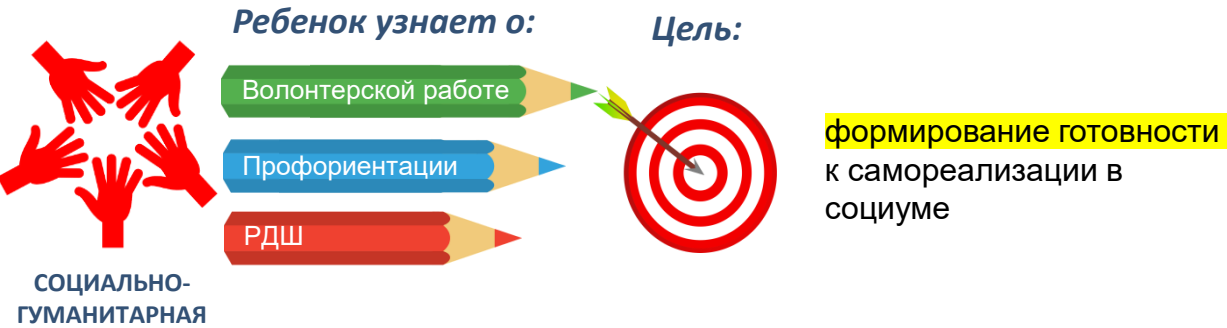 Ребенок узнает о:
Цель:
Волонтерской работе
Профориентации
РДШ
формирование готовности
к самореализации в
социуме
СОЦИАЛЬНО-
ГУМАНИТАРНАЯ